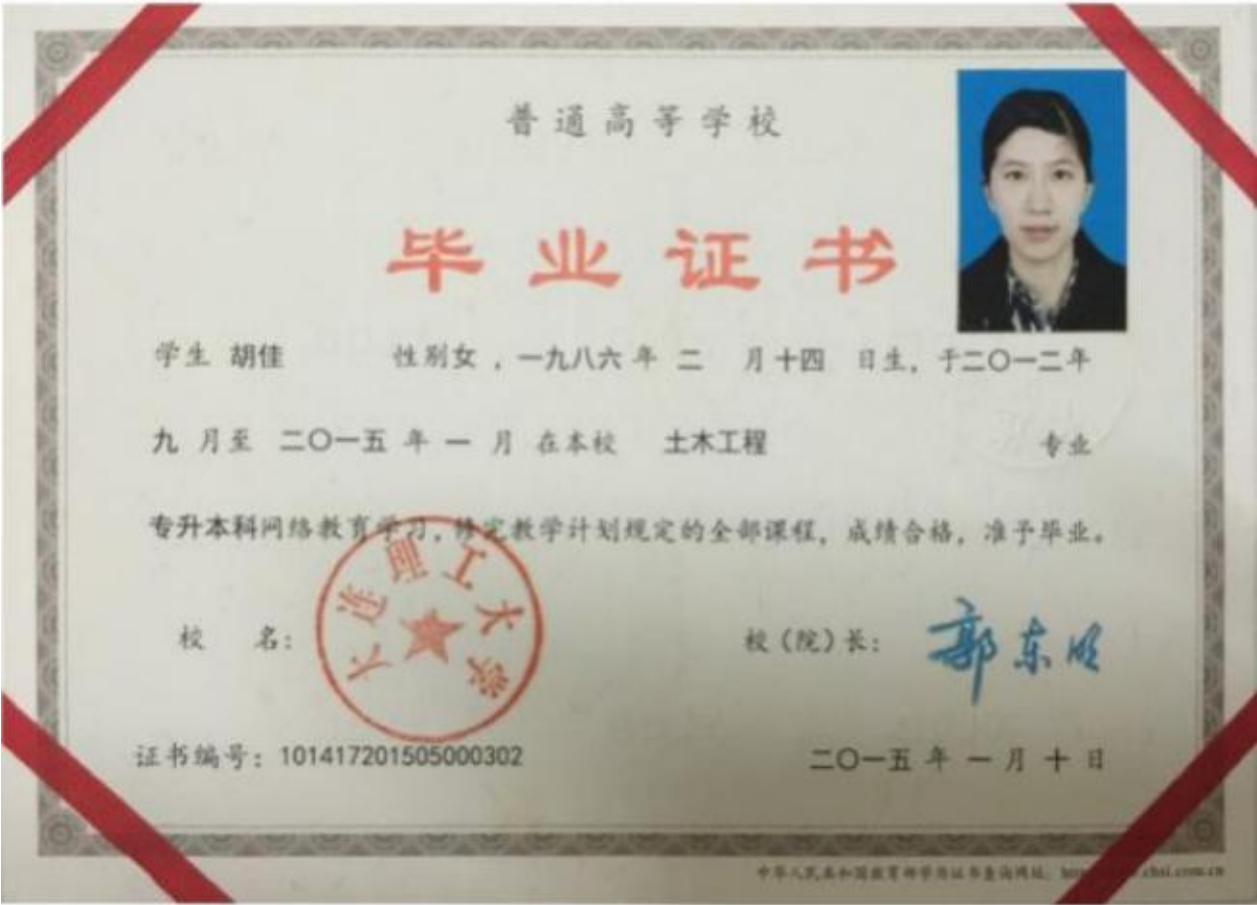 普通高等学校
毕业证书
学生 胡佳 性别女，一九八六年 二 月十四 日生，于二〇一二年
九 月至 二〇一五 年 一 月 在本校 土木工程 专业
专升本科网络教育学习，修完教学计划规定的全部课程，成绩合格，准予毕业。
大连理工大学
校 名： 校（院）长： 郭东明
证书编号：101417201505000302 二〇一五 年 一 月 十 日
中华人民共和国教育部学历证书查询网址： chsi.com.cn